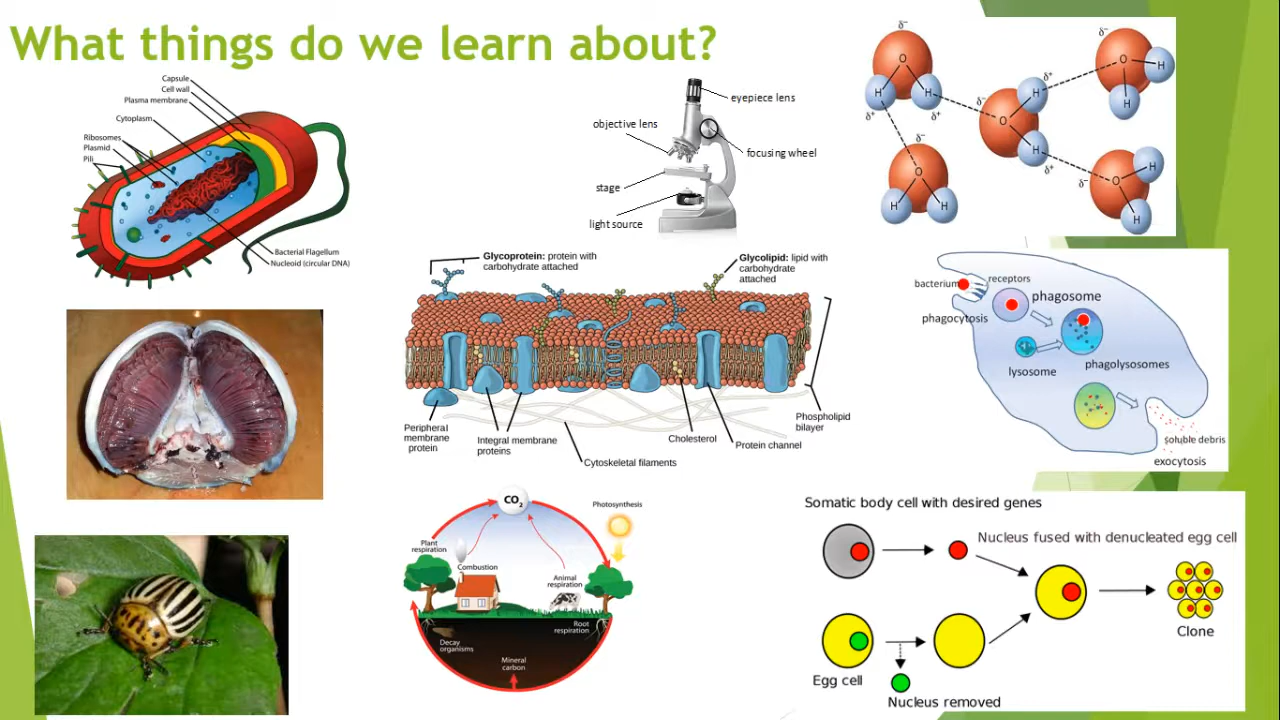 What things do we learn about?
Capsule
Cell wall
Plasma membrane
Cytoplasm
Ribosomes
Plasmid
Pili
Bacterial Flagellum
Nucleoid (circular DNA)
eyepiece lens
objective lens
focusing wheel
stage
light source
δ⁻
O
H
H
δ⁺
δ⁺
δ⁻
O
H
H
δ⁻
O
H
H
δ⁺
δ⁺
δ⁻
O
H
H
δ⁻
O
H
H
Glycoprotein: protein with
carbohydrate attached
Glycolipid: lipid with
carbohydrate
attached
Peripheral
membrane
protein
Integral membrane
proteins
Cytoskeletal filaments
Cholesterol
Protein channel
Phospholipid
bilayer
bacterium
receptors
phagosome
phagocytosis
lysosome
phagolysosomes
soluble debris
exocytosis
CO₂
Photosynthesis
Plant
respiration
Combustion
Animal
respiration
Root
respiration
Decay
organisms
Mineral
carbon
Somatic body cell with desired genes
Nucleus fused with denucleated egg cell
Clone
Egg cell
Nucleus removed